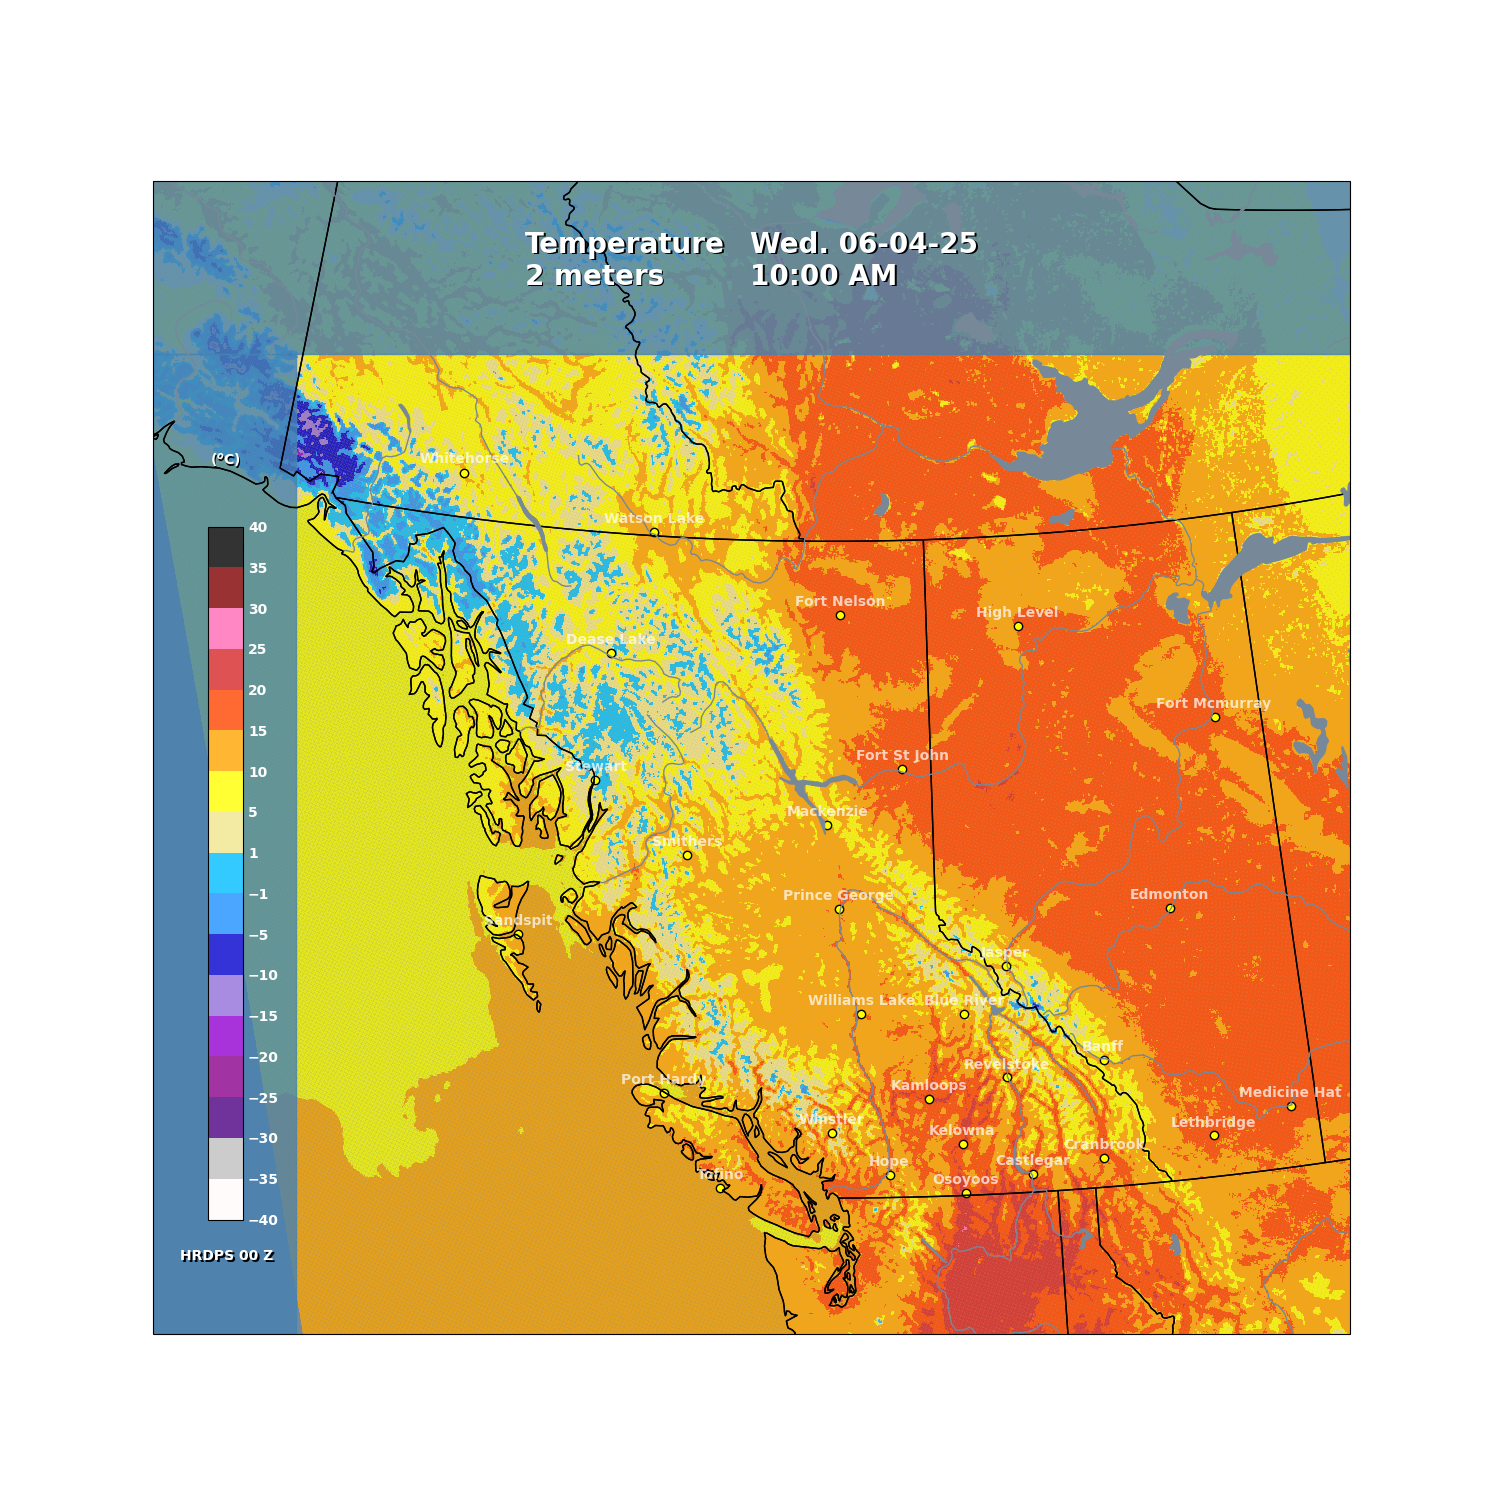 Temperature Wed. 06-04-25
2 meters 10:00 AM
Whitehorse
(°C)
Watson Lake
40
35
Fort Nelson
30
High Level
25
Dease Lake
20
Fort Mcmurray
15
Fort St John
10
Stewart
5
Mackenzie
Smithers
1
−1
Prince George
Edmonton
Sandspit
−5
Jasper
−10
Williams Lake Blue River
−15
Banff
−20
Revelstoke
Port Hardy
Kamloops
Medicine Hat
−25
Whistler
Lethbridge
Kelowna
−30
Cranbrook
Hope
Castlegar
Tofino
−35
Osoyoos
−40
HRDPS 00 Z